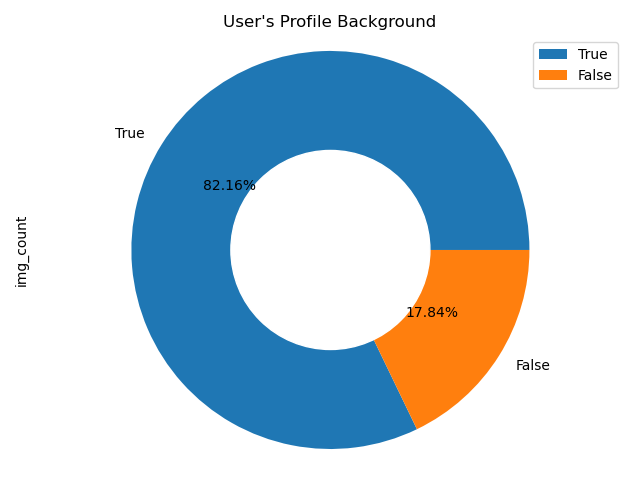 User's Profile Background
True
False
True
82.16%
img_count
17.84%
False